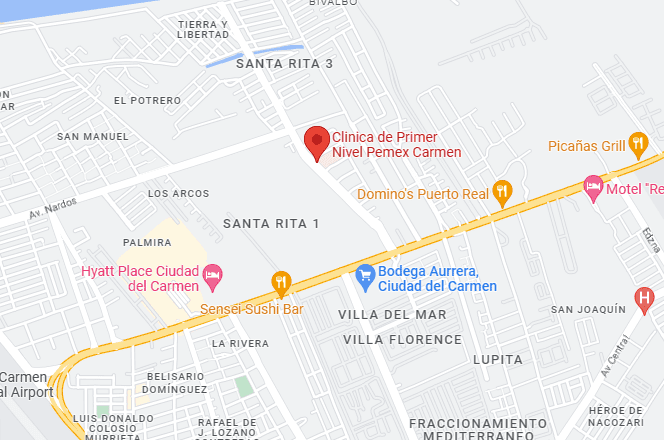 BIVALBO
TIERRA Y
LIBERTAD
SANTA RITA 3
EL POTRERO
SAN MANUEL
Clinica de Primer
Nivel Pemex Carmen
Picañas Grill
LOS ARCOS
Domino's Puerto Real
Motel "Re
Av. Nardos
SANTA RITA 1
PALMIRA
Edzna
Hyatt Place Ciudad
del Carmen
Bodega Aurrera,
Ciudad del Carmen
Sensei Sushi Bar
H
SAN JOAQUÍN
VILLA DEL MAR
VILLA FLORENCE
LA RIVERA
LUPITA
Av Central
Carmen
al Airport
BELISARIO
DOMÍNGUEZ
LUIS DONALDO
COLOSIO
MURRIETA
RAFAEL DE
J. LOZANO
CONTRERAS
FRACCIONAMIENTO
MEDITERRANEO
HÉROE DE
NACOZARI